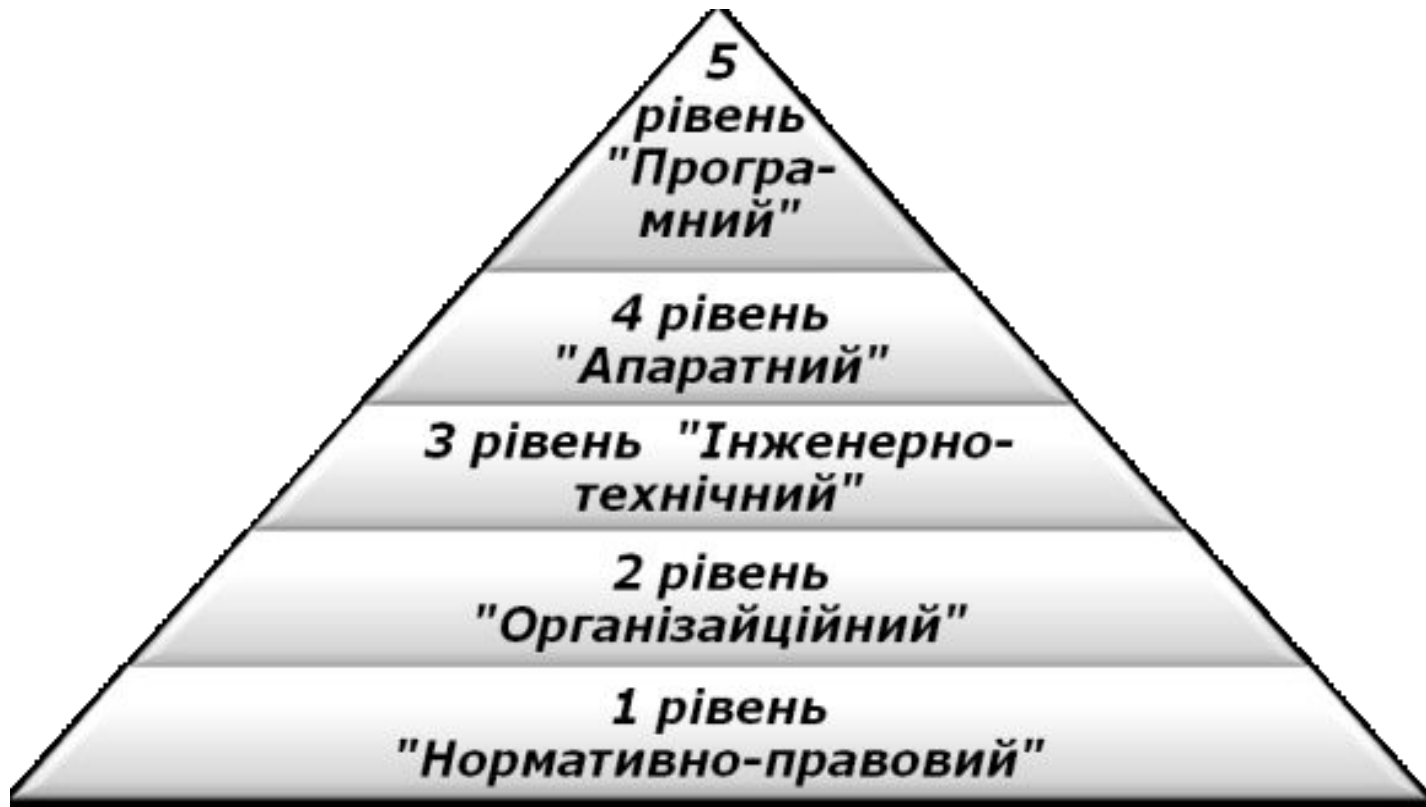 5
рівень
"Програ-
мний"
4 рівень
"Апаратний"
3 рівень "Інженерно-
технічний"
2 рівень
"Організайційний"
1 рівень
"Нормативно-правовий"